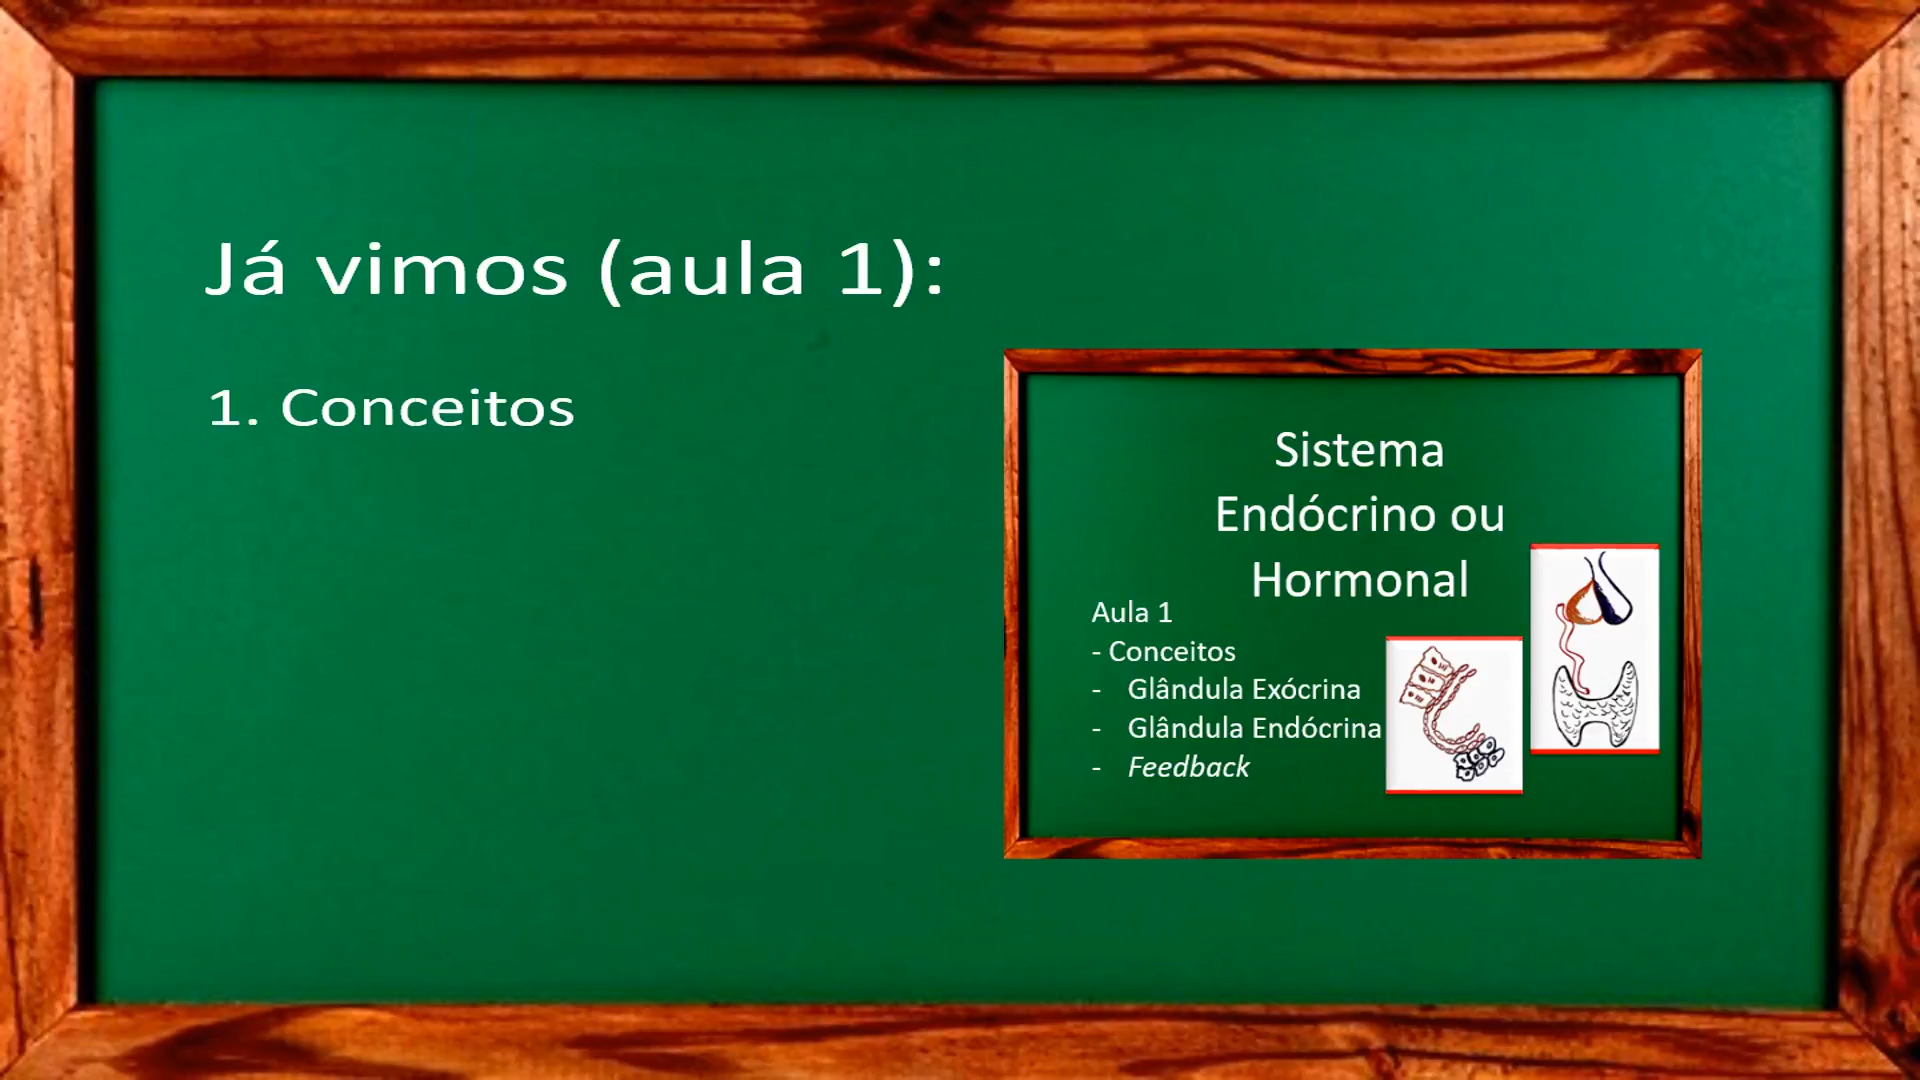 Já vimos (aula 1):
1. Conceitos
Sistema
Endócrino ou
Hormonal
Aula 1
- Conceitos
- Glândula Exócrina
- Glândula Endócrina
- Feedback